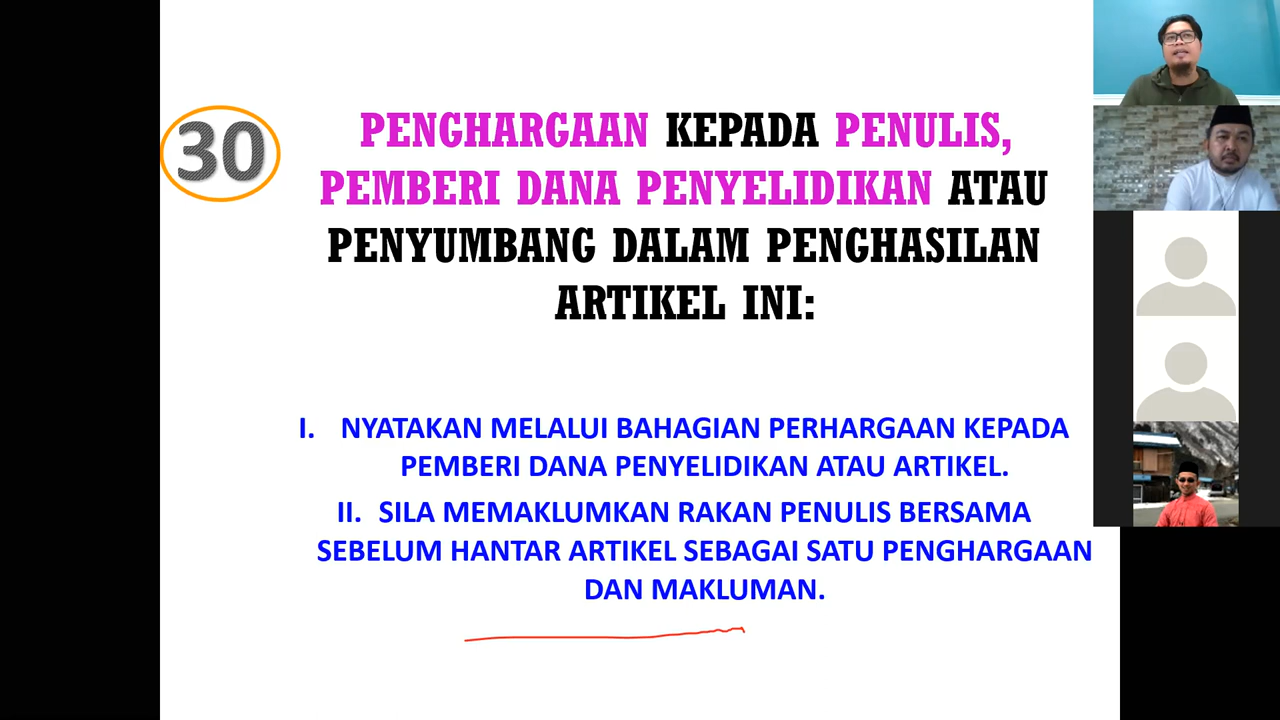 30
PENGHARGAAN KEPADA PENULIS,
PEMBERI DANA PENYELIDIKAN ATAU
PENYUMBANG DALAM PENGHASILAN
ARTIKEL INI:
I. NYATAKAN MELALUI BAHAGIAN PERHARGAAN KEPADA
PEMBERI DANA PENYELIDIKAN ATAU ARTIKEL.
II. SILA MEMAKLUMKAN RAKAN PENULIS BERSAMA
SEBELUM HANTAR ARTIKEL SEBAGAI SATU PENGHARGAAN
DAN MAKLUMAN.